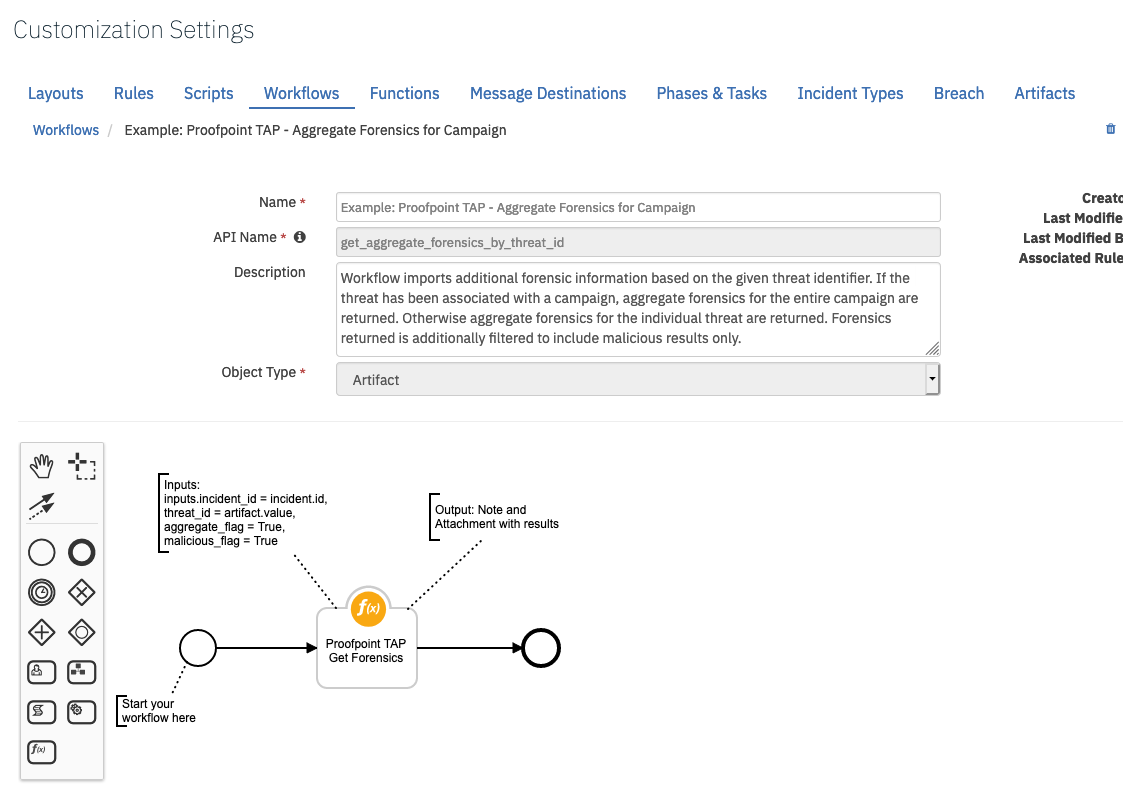 Customization Settings
Layouts Rules Scripts Workflows Functions Message Destinations Phases & Tasks Incident Types Breach Artifacts
Workflows / Example: Proofpoint TAP - Aggregate Forensics for Campaign
Name * Example: Proofpoint TAP - Aggregate Forensics for Campaign
API Name * get_aggregate_forensics_by_threat_id
Description
Workflow imports additional forensic information based on the given threat identifier. If the
threat has been associated with a campaign, aggregate forensics for the entire campaign are
returned. Otherwise aggregate forensics for the individual threat are returned. Forensics
returned is additionally filtered to include malicious results only.
Object Type * Artifact
Creato
Last Modifie
Last Modified B
Associated Rule
Inputs:
inputs.incident_id = incident.id,
threat_id = artifact.value,
aggregate_flag = True,
malicious_flag = True
Output: Note and
Attachment with results
f(x)
Proofpoint TAP
Get Forensics
Start your
workflow here
f(x)